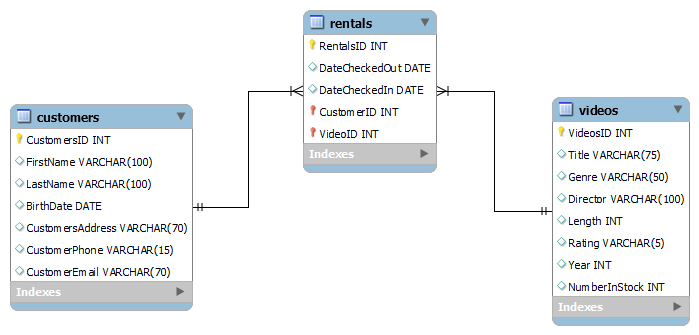 rentals
RentalsID INT
DateCheckedOut DATE
DateCheckedIn DATE
CustomerID INT
VideoID INT
Indexes
customers
CustomersID INT
FirstName VARCHAR(100)
LastName VARCHAR(100)
BirthDate DATE
CustomersAddress VARCHAR(70)
CustomerPhone VARCHAR(15)
CustomerEmail VARCHAR(70)
Indexes
videos
VideosID INT
Title VARCHAR(75)
Genre VARCHAR(50)
Director VARCHAR(100)
Length INT
Rating VARCHAR(5)
Year INT
NumberInStock INT
Indexes